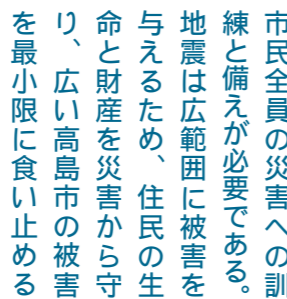 市民全員の災害への訓
練と備えが必要である。
地震は広範囲に被害を
与えるため、住民の生
命と財産を災害から守
り、広い高島市の被害
を最小限に食い止める